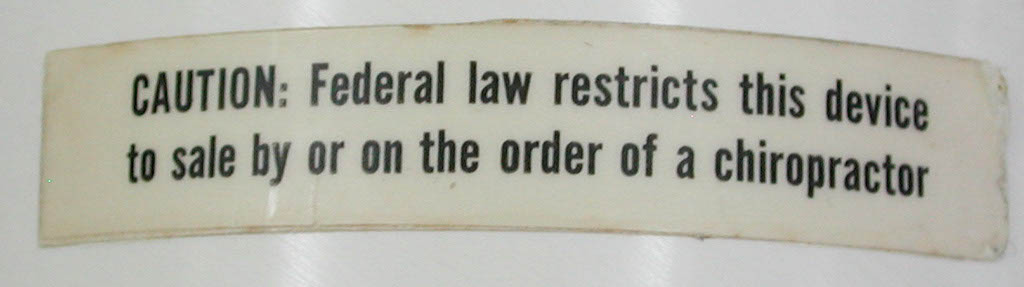 CAUTION: Federal law restricts this device
to sale by or on the order of a chiropractor